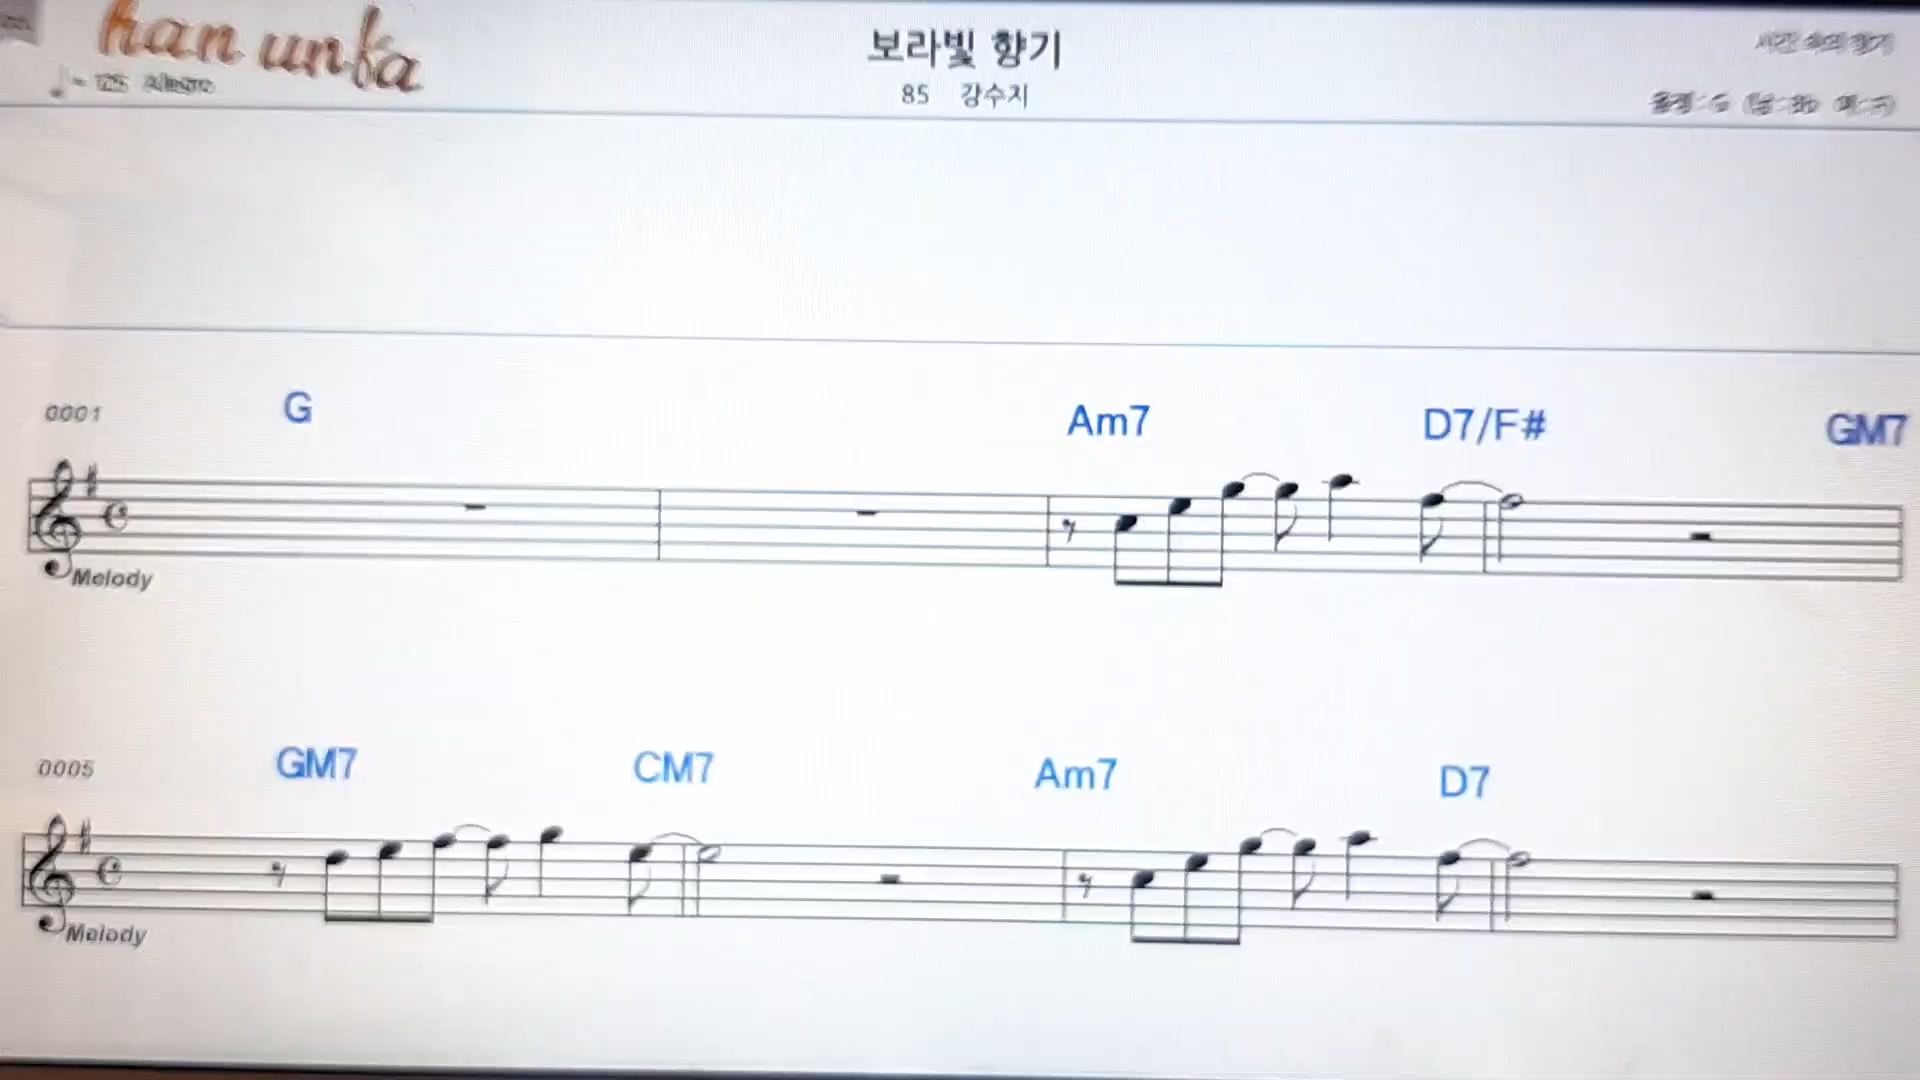 han unfa
보라빛 향기
85 강수지
0001 G Am7 D7/F# GM7
Melody
0005 GM7 CM7 Am7 D7
Melody